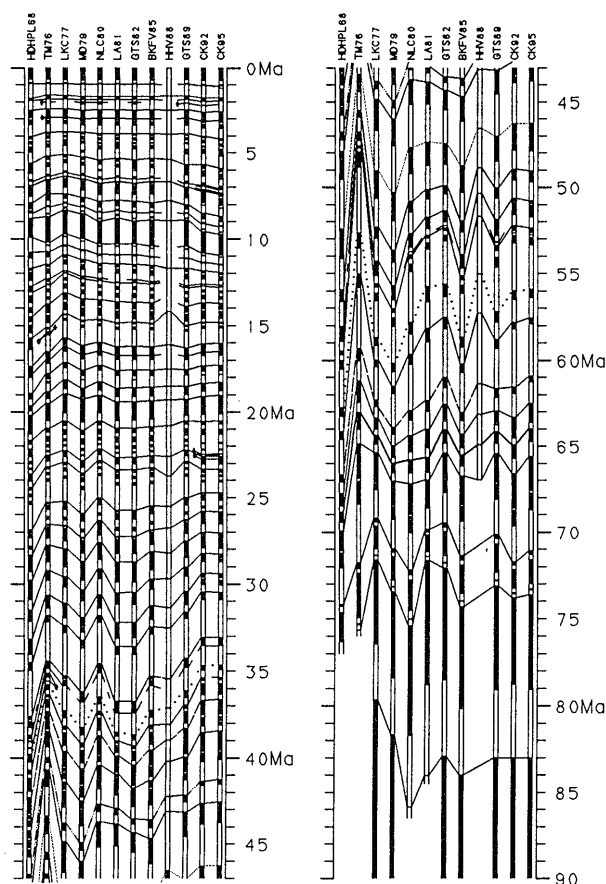 HDHPL68
TM76
LKC77
MD79
NLC80
LA81
GTS82
BKFV85
HHV88
GTS89
CK92
CK95
0Ma
5
10
15
20Ma
25
30
35
40Ma
45
HDHPL68
TM76
LKC77
MD79
NLC80
LA81
GTS82
BKFV85
HHV88
GTS89
CK92
CK95
45
50
55
60Ma
65
70
75
80Ma
85
90